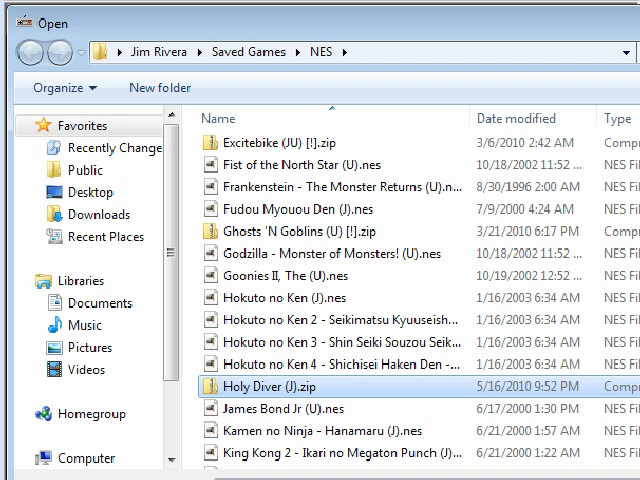 Open
Jim Rivera Saved Games NES
Organize New folder
Name Date modified Type
Favorites
Recently Change
Public
Desktop
Downloads
Recent Places
Libraries
Documents
Music
Pictures
Videos
Homegroup
Computer
Excitebike (JU) [!].zip 3/6/2010 2:42 AM Compr
Fist of the North Star (U).nes 10/18/2002 11:52 ... NES Fil
Frankenstein - The Monster Returns (U).n... 8/30/1996 2:00 AM NES Fil
Fudou Myouou Den (J).nes 7/9/2000 4:24 AM NES Fil
Ghosts 'N Goblins (U) [!].zip 3/21/2010 6:17 PM Compr
Godzilla - Monster of Monsters! (U).nes 10/18/2002 11:52 ... NES Fil
Goonies II, The (U).nes 10/19/2002 12:52 ... NES Fil
Hokuto no Ken (J).nes 1/16/2003 6:34 AM NES Fil
Hokuto no Ken 2 - Seikimatsu Kyuuseish... 1/16/2003 6:34 AM NES Fil
Hokuto no Ken 3 - Shin Seiki Souzou Seik... 1/16/2003 6:34 AM NES Fil
Hokuto no Ken 4 - Shichisei Haken Den -... 1/16/2003 6:34 AM NES Fil
Holy Diver (J).zip 5/16/2010 9:52 PM Compr
James Bond Jr (U).nes 6/17/2000 1:30 PM NES Fil
Kamen no Ninja - Hanamaru (J).nes 6/21/2000 1:57 AM NES Fil
King Kong 2 - Ikari no Megaton Punch (J).nes 6/21/2000 1:22 AM NES Fil